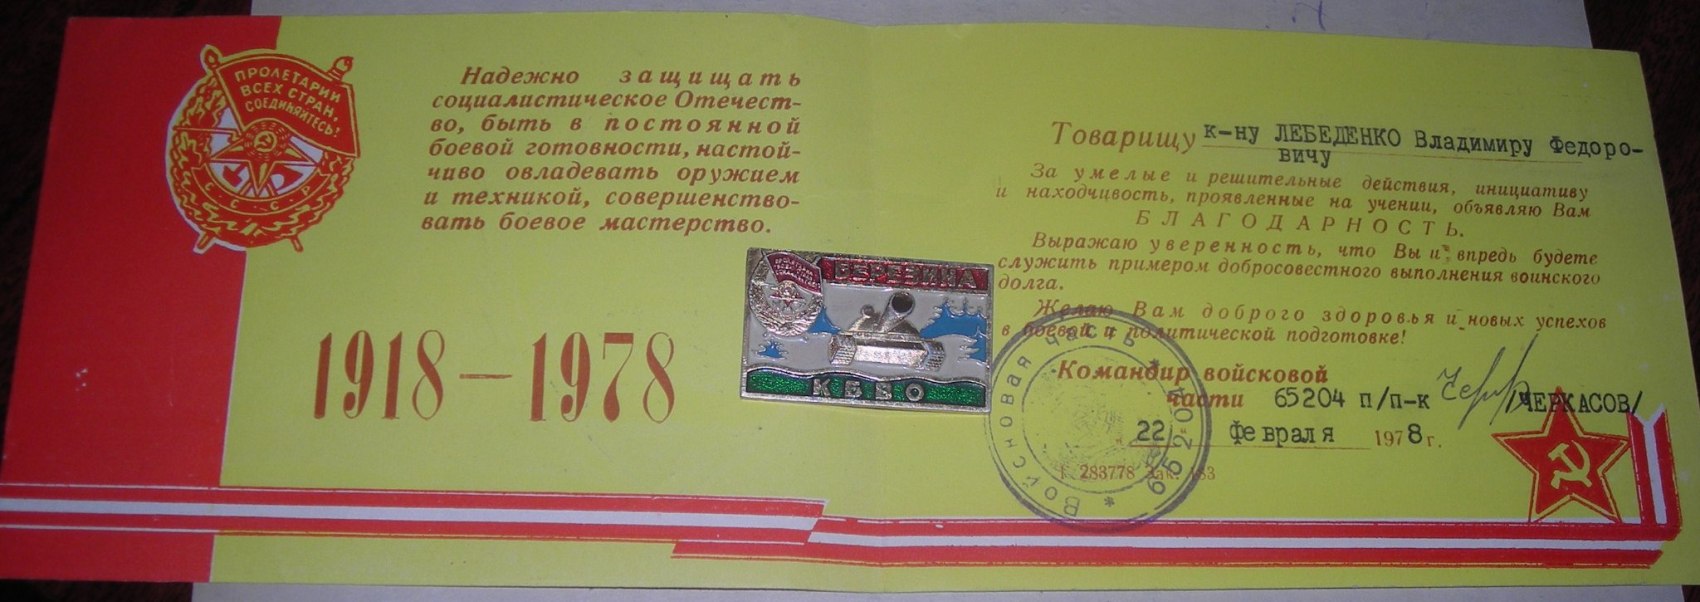 ПРОЛЕТАРИИ
ВСЕХ СТРАН,
СОЕДИНЯЙТЕСЬ!
С С С Р
Надежно защищать
социалистическое Отечест-
во, быть в постоянной
боевой готовности, настой-
чиво овладевать оружием
и техникой, совершенство-
вать боевое мастерство.
1918—1978
БЕРЕЗИНА
КБВО
Товарищу к-ну ЛЕБЕДЕНКО Владимиру Федоро-
вичу
За умелые и решительные действия, инициативу
и находчивость, проявленные на учении, объявляю Вам
БЛАГОДАРНОСТЬ.
Выражаю уверенность, что Вы и впредь будете
служить примером добросовестного выполнения воинского
долга.
Желаю Вам доброго здоровья и новых успехов
в боевой и политической подготовке!
Командир войсковой
части 65204 п/п-к /ЧЕРКАСОВ/
22 февраля 1978 г.
Г 283778 Зак.
* Войсковая часть * 65204